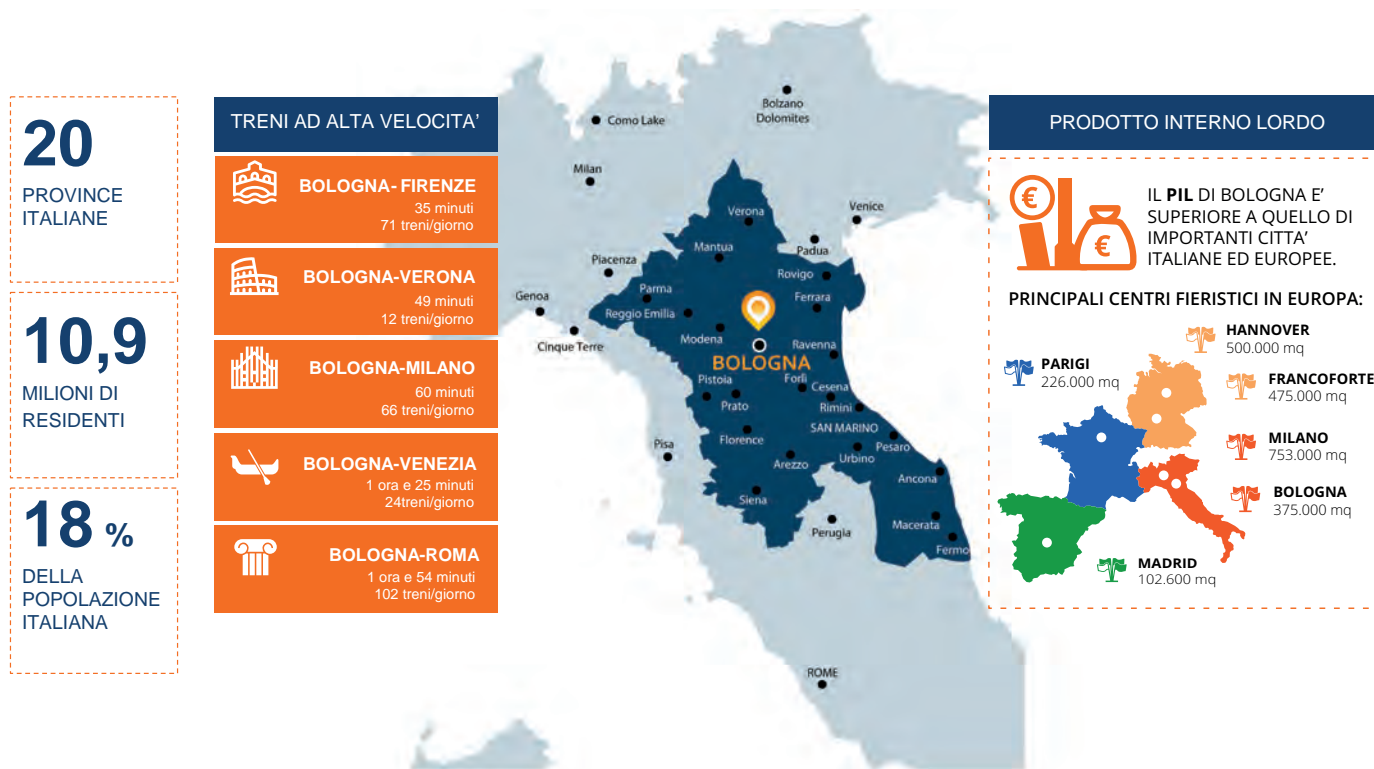 20
PROVINCE
ITALIANE
10,9
MILIONI DI
RESIDENTI
18 %
DELLA
POPOLAZIONE
ITALIANA
TRENI AD ALTA VELOCITA’
BOLOGNA- FIRENZE
35 minuti
71 treni/giorno
BOLOGNA-VERONA
49 minuti
12 treni/giorno
BOLOGNA-MILANO
60 minuti
66 treni/giorno
BOLOGNA-VENEZIA
1 ora e 25 minuti
24treni/giorno
BOLOGNA-ROMA
1 ora e 54 minuti
102 treni/giorno
Bolzano
Dolomites
Como Lake
Milan
Verona
Venice
Mantua
Padua
Piacenza
Rovigo
Parma
Ferrara
Genoa
Reggio Emilia
Modena
Cinque Terre
Ravenna
BOLOGNA
Pistoia
Forlì
Cesena
Prato
Rimini
SAN MARINO
Florence
Pisa
Pesaro
Urbino
Arezzo
Ancona
Siena
Macerata
Perugia
Fermo
ROME
PRODOTTO INTERNO LORDO
€
€
IL PIL DI BOLOGNA E’
SUPERIORE A QUELLO DI
IMPORTANTI CITTA’
ITALIANE ED EUROPEE.
PRINCIPALI CENTRI FIERISTICI IN EUROPA:
HANNOVER
500.000 mq
PARIGI
226.000 mq
FRANCOFORTE
475.000 mq
MILANO
753.000 mq
BOLOGNA
375.000 mq
MADRID
102.600 mq